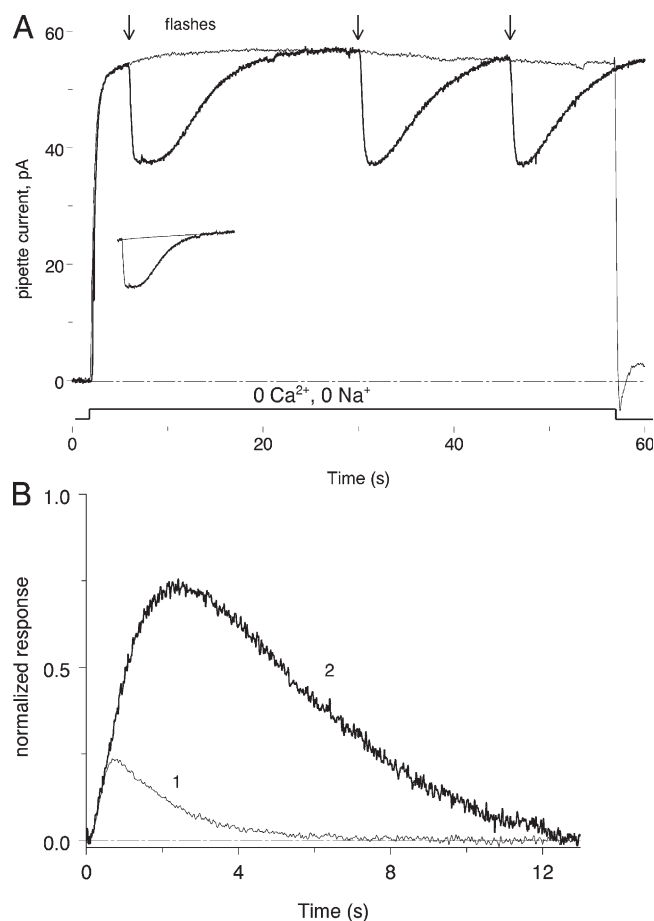 A
flashes
60
40
20
0
pipette current, pA
0 Ca²⁺, 0 Na⁺
0 20 40 60
Time (s)
B
1.0
0.5
0.0
normalized response
2
1
0 4 8 12
Time (s)